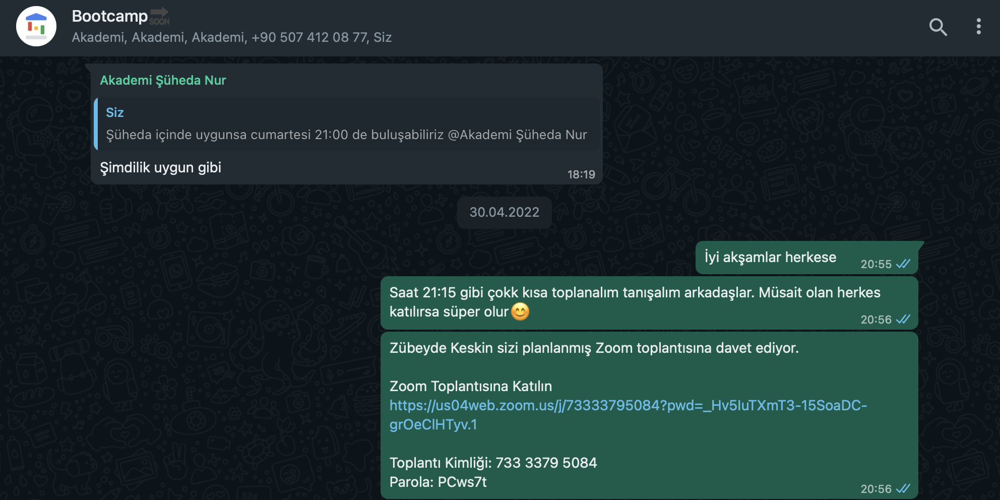 Bootcamp
SOON
Akademi, Akademi, Akademi, +90 507 412 08 77, Siz
Akademi Şüheda Nur
Siz
Şüheda içinde uygunsa cumartesi 21:00 de buluşabiliriz @Akademi Şüheda Nur
Şimdilik uygun gibi
18:19
30.04.2022
İyi akşamlar herkese
20:55
Saat 21:15 gibi çokk kısa toplanalım tanışalım arkadaşlar. Müsait olan herkes
katılırsa süper olur😊
20:56
Zübeyde Keskin sizi planlanmış Zoom toplantısına davet ediyor.
Zoom Toplantısına Katılın
https://us04web.zoom.us/j/73333795084?pwd=_Hv5IuTXmT3-15SoaDC-
grOeClHTyv.1
Toplantı Kimliği: 733 3379 5084
Parola: PCws7t
20:56